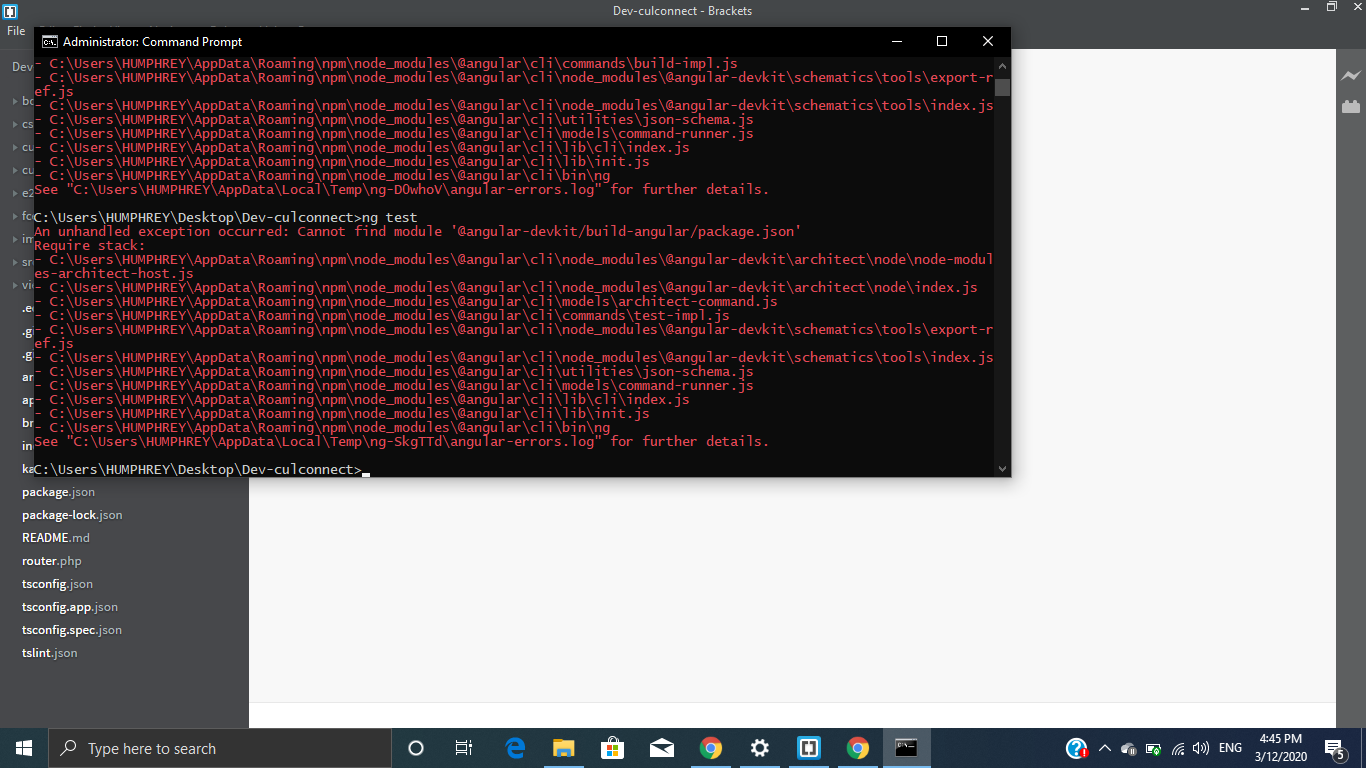 Dev-culconnect - Brackets
File
Administrator: Command Prompt
- C:\Users\HUMPHREY\AppData\Roaming\npm\node_modules\@angular\cli\commands\build-impl.js
- C:\Users\HUMPHREY\AppData\Roaming\npm\node_modules\@angular\cli\node_modules\@angular-devkit\schematics\tools\export-r
ef.js
- C:\Users\HUMPHREY\AppData\Roaming\npm\node_modules\@angular\cli\node_modules\@angular-devkit\schematics\tools\index.js
- C:\Users\HUMPHREY\AppData\Roaming\npm\node_modules\@angular\cli\utilities\json-schema.js
- C:\Users\HUMPHREY\AppData\Roaming\npm\node_modules\@angular\cli\models\command-runner.js
- C:\Users\HUMPHREY\AppData\Roaming\npm\node_modules\@angular\cli\lib\cli\index.js
- C:\Users\HUMPHREY\AppData\Roaming\npm\node_modules\@angular\cli\lib\init.js
- C:\Users\HUMPHREY\AppData\Roaming\npm\node_modules\@angular\cli\bin\ng
See "C:\Users\HUMPHREY\AppData\Local\Temp\ng-DOwhoV\angular-errors.log" for further details.
C:\Users\HUMPHREY\Desktop\Dev-culconnect>ng test
An unhandled exception occurred: Cannot find module '@angular-devkit/build-angular/package.json'
Require stack:
- C:\Users\HUMPHREY\AppData\Roaming\npm\node_modules\@angular\cli\node_modules\@angular-devkit\architect\node\node-modul
es-architect-host.js
- C:\Users\HUMPHREY\AppData\Roaming\npm\node_modules\@angular\cli\node_modules\@angular-devkit\architect\node\index.js
- C:\Users\HUMPHREY\AppData\Roaming\npm\node_modules\@angular\cli\models\architect-command.js
- C:\Users\HUMPHREY\AppData\Roaming\npm\node_modules\@angular\cli\commands\test-impl.js
- C:\Users\HUMPHREY\AppData\Roaming\npm\node_modules\@angular\cli\node_modules\@angular-devkit\schematics\tools\export-r
ef.js
- C:\Users\HUMPHREY\AppData\Roaming\npm\node_modules\@angular\cli\node_modules\@angular-devkit\schematics\tools\index.js
- C:\Users\HUMPHREY\AppData\Roaming\npm\node_modules\@angular\cli\utilities\json-schema.js
- C:\Users\HUMPHREY\AppData\Roaming\npm\node_modules\@angular\cli\models\command-runner.js
- C:\Users\HUMPHREY\AppData\Roaming\npm\node_modules\@angular\cli\lib\cli\index.js
- C:\Users\HUMPHREY\AppData\Roaming\npm\node_modules\@angular\cli\lib\init.js
- C:\Users\HUMPHREY\AppData\Roaming\npm\node_modules\@angular\cli\bin\ng
See "C:\Users\HUMPHREY\AppData\Local\Temp\ng-SkgTTd\angular-errors.log" for further details.
C:\Users\HUMPHREY\Desktop\Dev-culconnect>
Dev
package.json
package-lock.json
README.md
router.php
tsconfig.json
tsconfig.app.json
tsconfig.spec.json
tslint.json
Type here to search
ENG
4:45 PM
3/12/2020
5